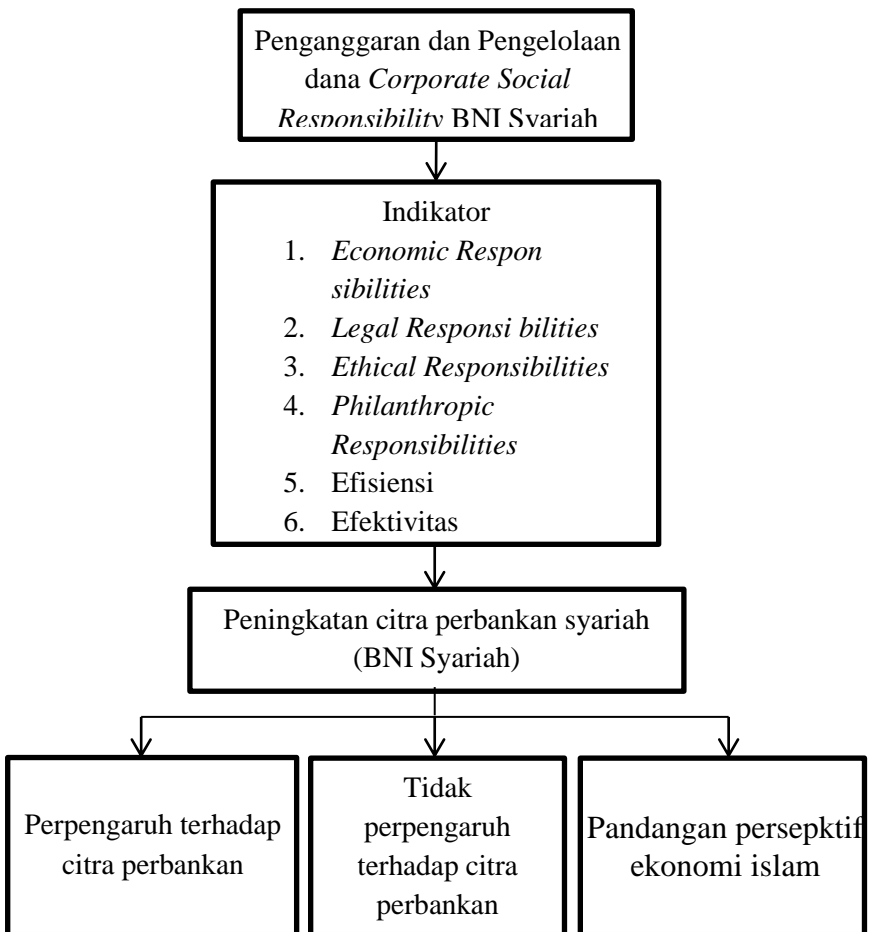 Penganggaran dan Pengelolaan
dana Corporate Social
Responsibility BNI Syariah
Indikator
1. Economic Respon
sibilities
2. Legal Responsi bilities
3. Ethical Responsibilities
4. Philanthropic
Responsibilities
5. Efisiensi
6. Efektivitas
Peningkatan citra perbankan syariah
(BNI Syariah)
Perpengaruh terhadap
citra perbankan
Tidak
perpengaruh
terhadap citra
perbankan
Pandangan persepktif
ekonomi islam